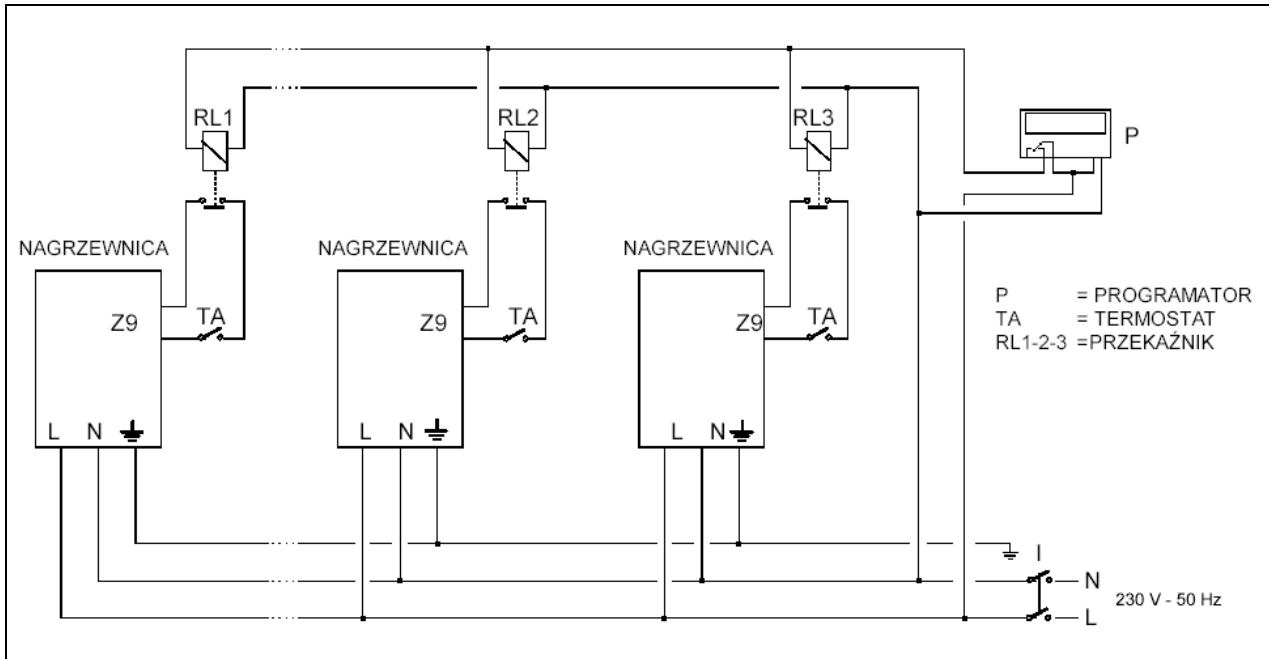 RL1
RL2
RL3
P
NAGRZEWNICA
NAGRZEWNICA
NAGRZEWNICA
Z9
TA
Z9
TA
Z9
TA
P = PROGRAMATOR
TA = TERMOSTAT
RL1-2-3 =PRZEKAŹNIK
L N
L N
L N
I
N
230 V - 50 Hz
L